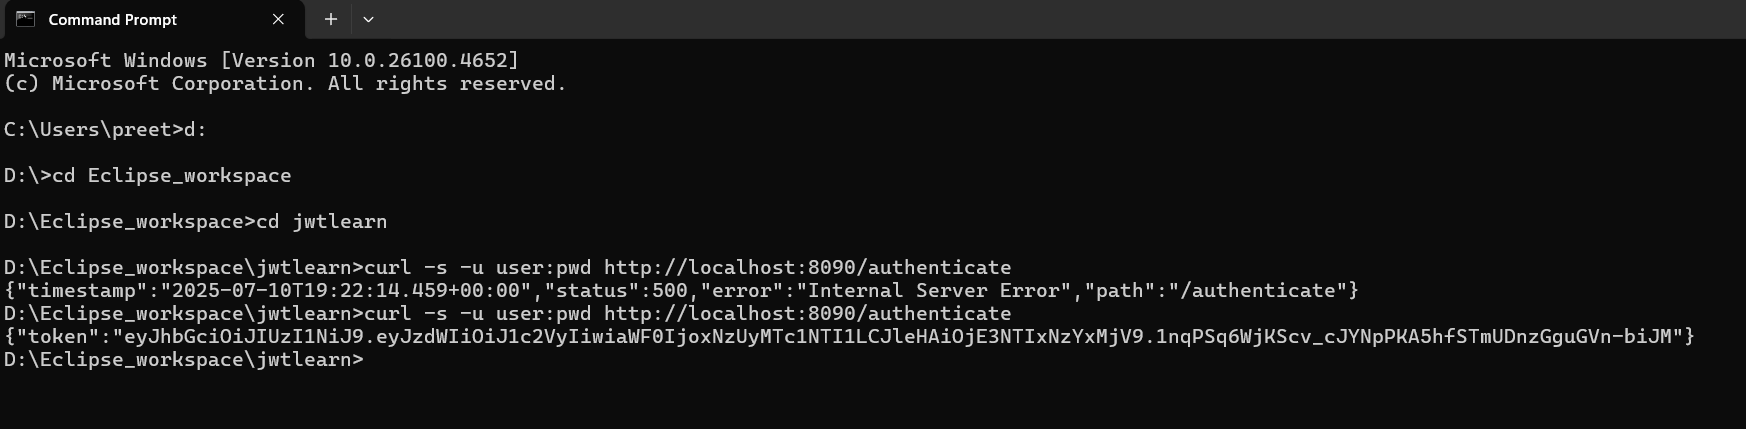 Command Prompt
Microsoft Windows [Version 10.0.26100.4652]
(c) Microsoft Corporation. All rights reserved.
C:\Users\preet>d:
D:\>cd Eclipse_workspace
D:\Eclipse_workspace>cd jwtlearn
D:\Eclipse_workspace\jwtlearn>curl -s -u user:pwd http://localhost:8090/authenticate
{"timestamp":"2025-07-10T19:22:14.459+00:00","status":500,"error":"Internal Server Error","path":"/authenticate"}
D:\Eclipse_workspace\jwtlearn>curl -s -u user:pwd http://localhost:8090/authenticate
{"token":"eyJhbGciOiJIUzI1NiJ9.eyJzdWIiOiJ1c2VyIiwiaWF0IjoxNzUyMTc1NTI1LCJleHAiOjE3NTIxNzYxMjV9.1nqPSq6WjKScv_cJYNpPKA5hfSTmUDnzGguGVn-biJM"}
D:\Eclipse_workspace\jwtlearn>